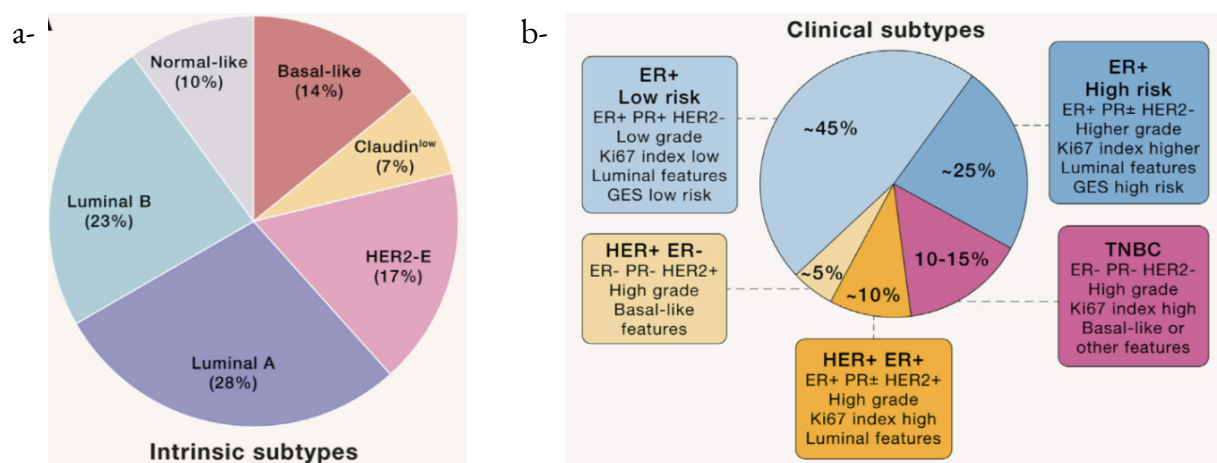 a-
Normal-like
(10%)
Basal-like
(14%)
Claudinlow
(7%)
HER2-E
(17%)
Luminal A
(28%)
Luminal B
(23%)
Intrinsic subtypes
b-
Clinical subtypes
ER+
Low risk
ER+ PR+ HER2-
Low grade
Ki67 index low
Luminal features
GES low risk
~45%
ER+
High risk
ER+ PR± HER2-
Higher grade
Ki67 index higher
Luminal features
GES high risk
~25%
HER+ ER-
ER- PR- HER2+
High grade
Basal-like
features
~5%
~10%
10-15%
TNBC
ER- PR- HER2-
High grade
Ki67 index high
Basal-like or
other features
HER+ ER+
ER+ PR± HER2+
High grade
Ki67 index high
Luminal features